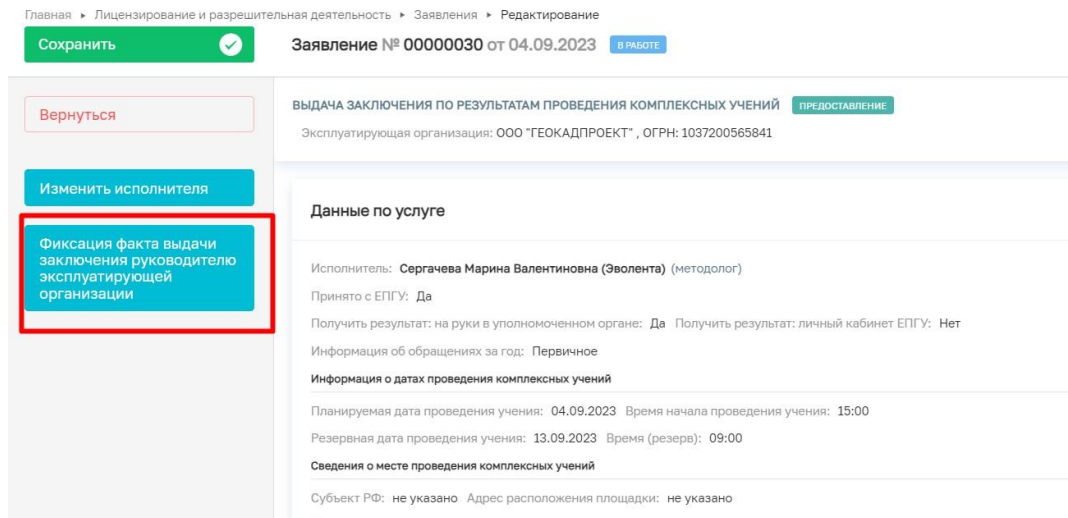 Главная ▸ Лицензирование и разрешительная деятельность ▸ Заявления ▸ Редактирование
Сохранить
Заявление № 00000030 от 04.09.2023 В РАБОТЕ
Вернуться
ВЫДАЧА ЗАКЛЮЧЕНИЯ ПО РЕЗУЛЬТАТАМ ПРОВЕДЕНИЯ КОМПЛЕКСНЫХ УЧЕНИЙ ПРЕДОСТАВЛЕНИЕ
Эксплуатирующая организация: ООО "ГЕОКАДПРОЕКТ" , ОГРН: 1037200565841
Изменить исполнителя
Фиксация факта выдачи
заключения руководителю
эксплуатирующей
организации
Данные по услуге
Исполнитель: Сергачева Марина Валентиновна (Эволента) (методолог)
Принято с ЕПГУ: Да
Получить результат: на руки в уполномоченном органе: Да Получить результат: личный кабинет ЕПГУ: Нет
Информация об обращениях за год: Первичное
Информация о датах проведения комплексных учений
Планируемая дата проведения учения: 04.09.2023 Время начала проведения учения: 15:00
Резервная дата проведения учения: 13.09.2023 Время (резерв): 09:00
Сведения о месте проведения комплексных учений
Субъект РФ: не указано Адрес расположения площадки: не указано